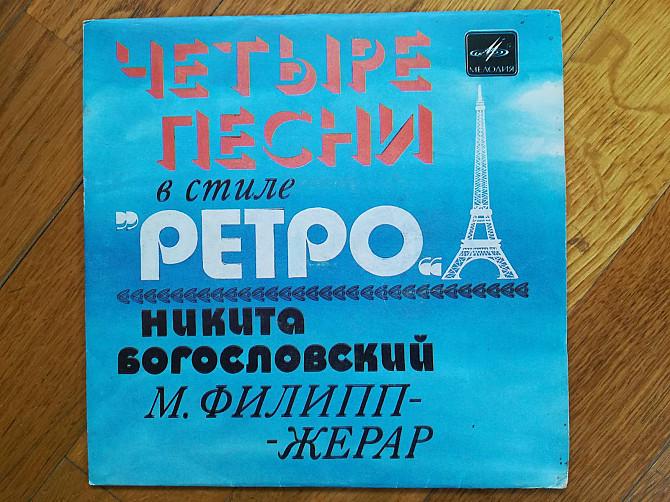 ЧЕТЫРЕ
МЕЛОДИЯ
ПЕСНИ
в стиле
„РЕТРО“
НИКИТА
БОГОСЛОВСКИЙ
М. ФИЛИПП-
-ЖЕРАР